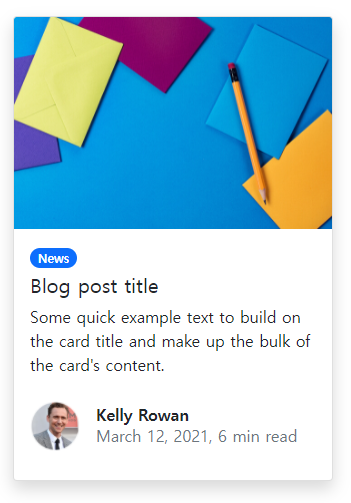 News
Blog post title
Some quick example text to build on
the card title and make up the bulk of
the card's content.
Kelly Rowan
March 12, 2021, 6 min read